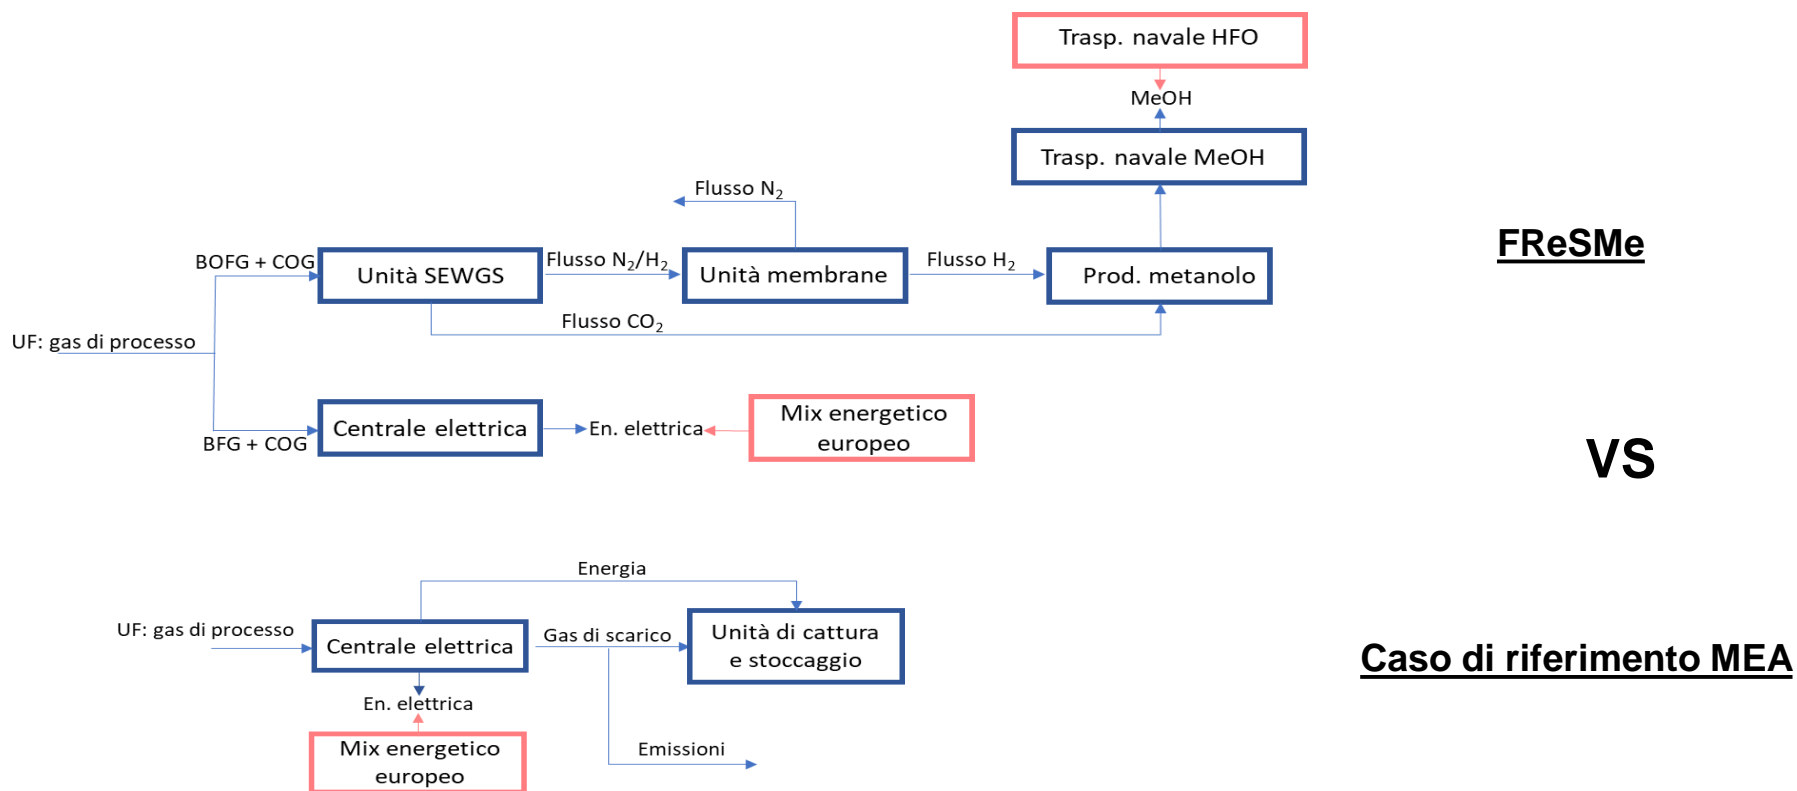 Trasp. navale HFO
MeOH
Trasp. navale MeOH
Flusso N₂
FReSMe
BOFG + COG
Unità SEWGS
Flusso N₂/H₂
Unità membrane
Flusso H₂
Prod. metanolo
Flusso CO₂
UF: gas di processo
BFG + COG
Centrale elettrica
En. elettrica
Mix energetico
europeo
VS
Energia
UF: gas di processo
Centrale elettrica
Gas di scarico
Unità di cattura
e stoccaggio
Caso di riferimento MEA
En. elettrica
Mix energetico
europeo
Emissioni